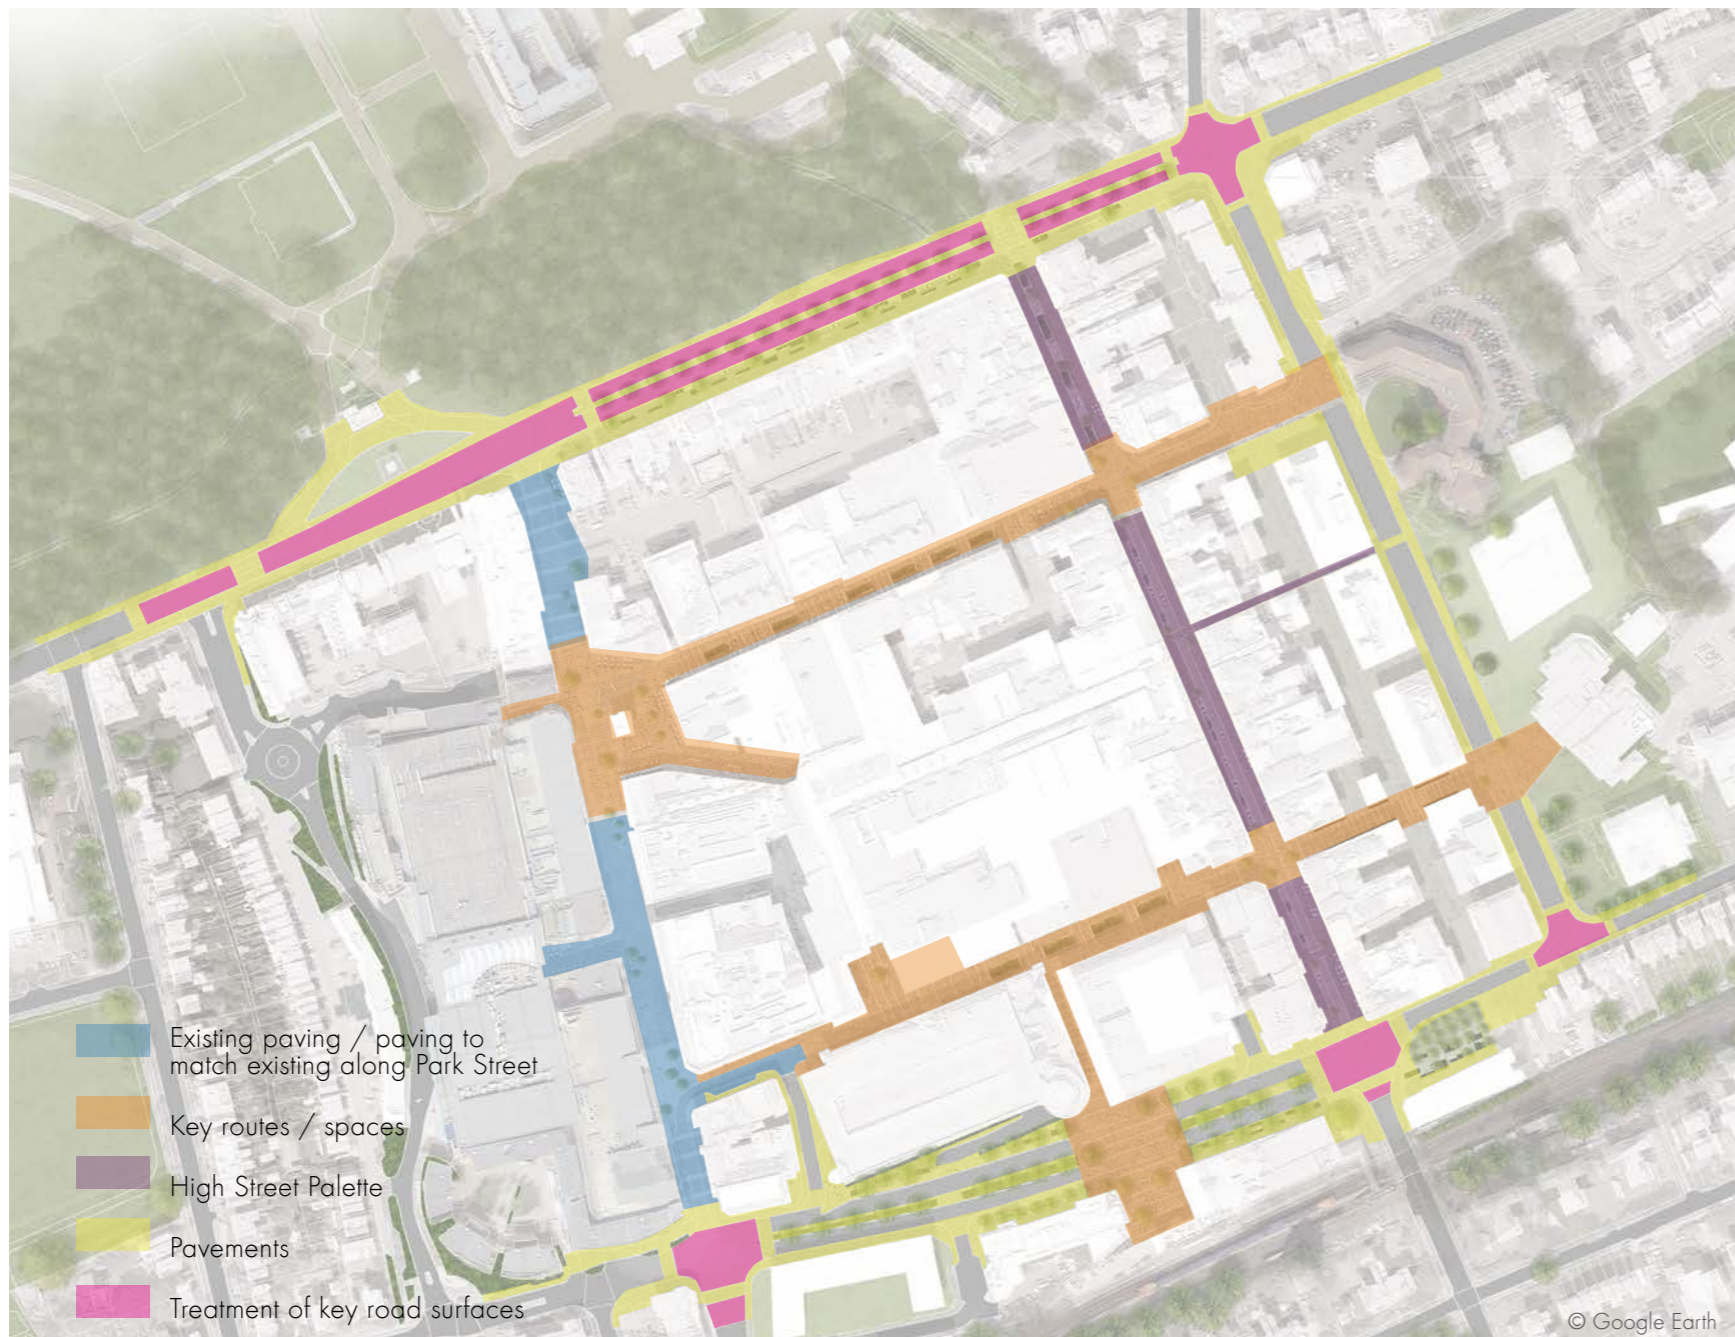 Existing paving / paving to
match existing along Park Street
Key routes / spaces
High Street Palette
Pavements
Treatment of key road surfaces
© Google Earth